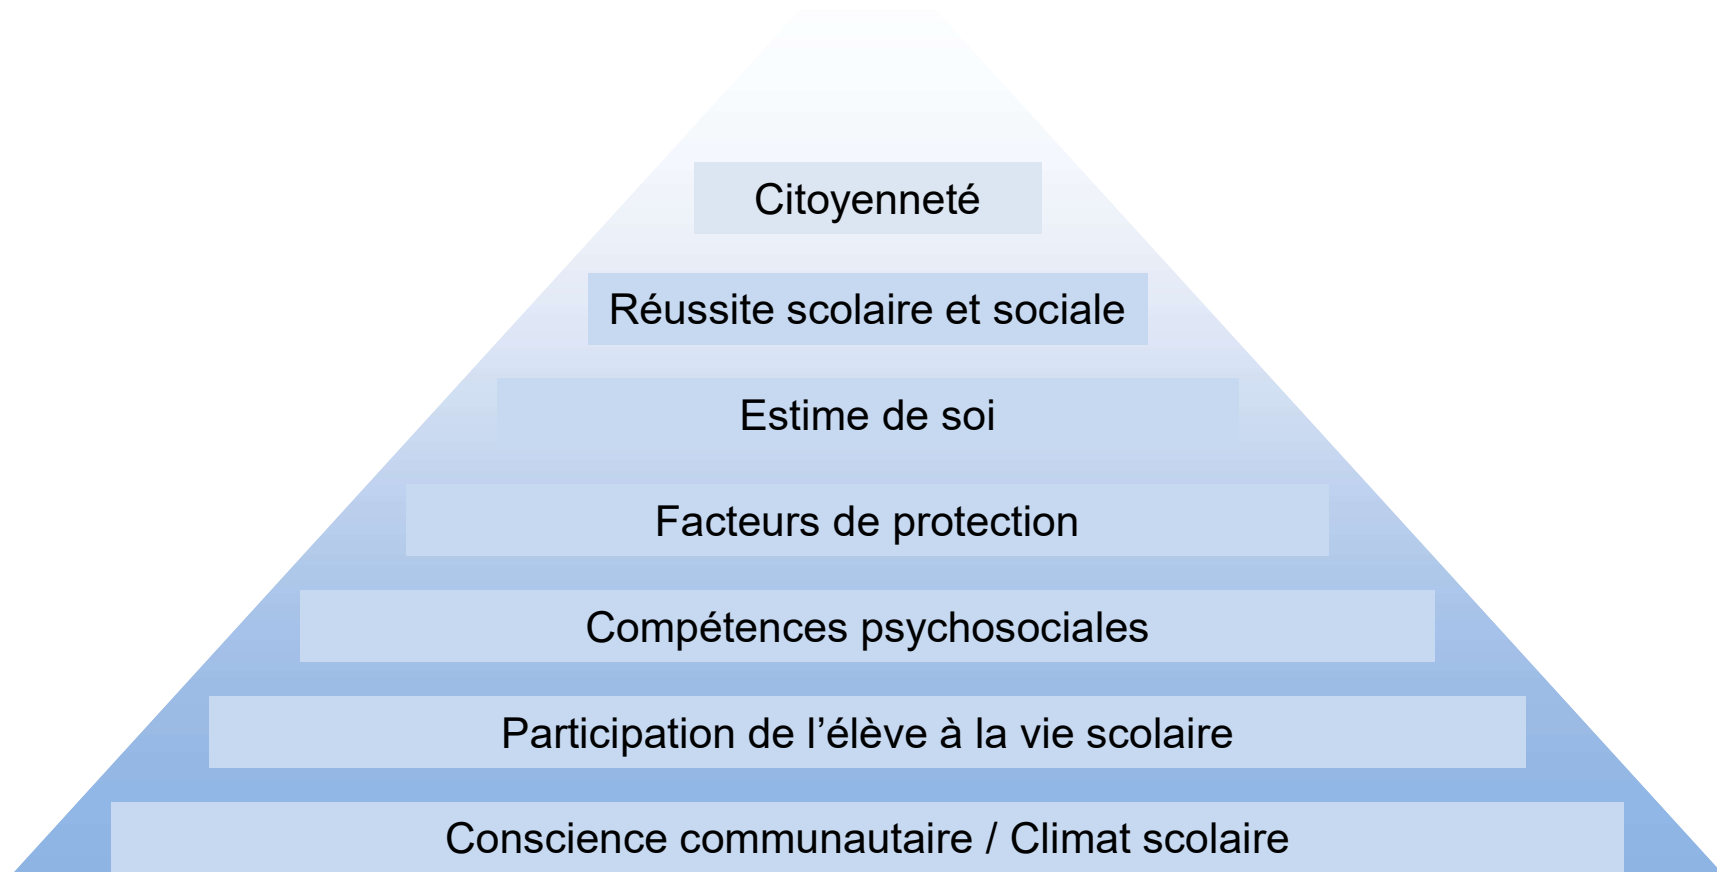 Citoyenneté
Réussite scolaire et sociale
Estime de soi
Facteurs de protection
Compétences psychosociales
Participation de l’élève à la vie scolaire
Conscience communautaire / Climat scolaire